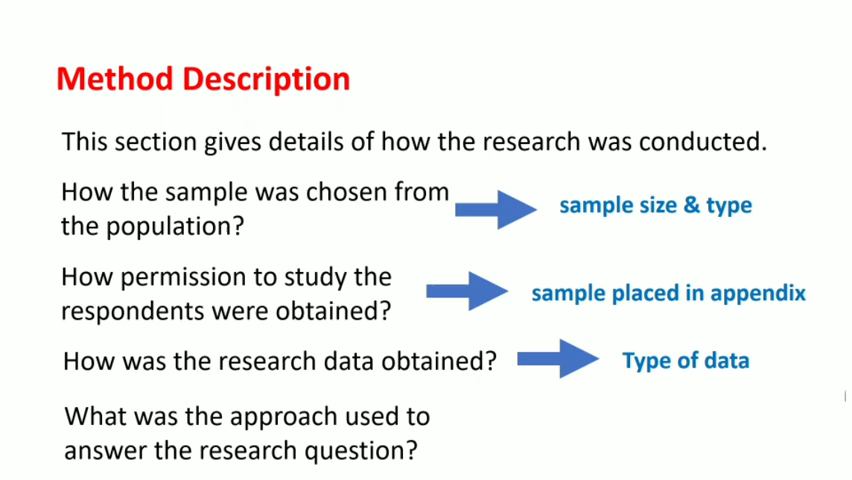 Method Description
This section gives details of how the research was conducted.
How the sample was chosen from
the population?
sample size & type
How permission to study the
respondents were obtained?
sample placed in appendix
How was the research data obtained?
Type of data
What was the approach used to
answer the research question?